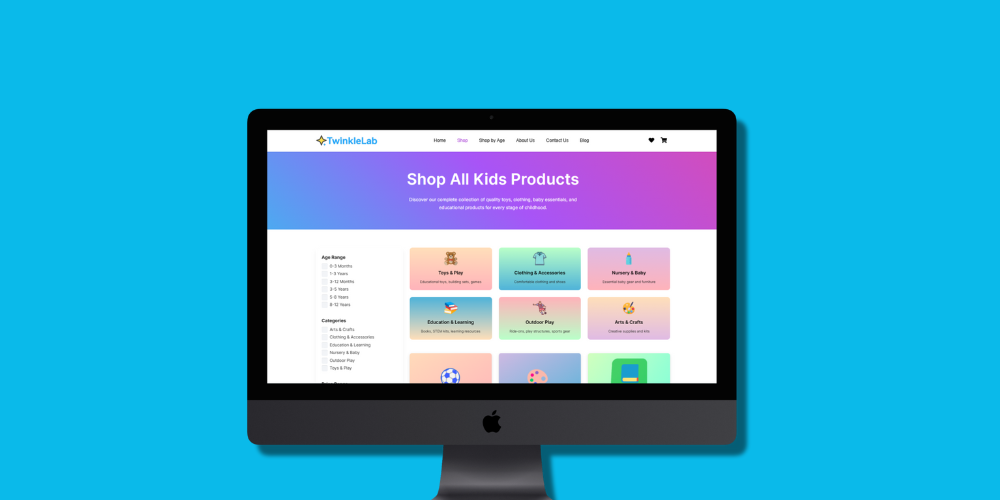 TwinkleLab
Home Shop Shop by Age About Us Contact Us Blog
Shop All Kids Products
Discover our complete collection of quality toys, clothing, baby essentials, and
educational products for every stage of childhood.
Age Range
0-3 Months
1-3 Years
3-12 Months
3-5 Years
5-8 Years
8-12 Years
Categories
Arts & Crafts
Clothing & Accessories
Education & Learning
Nursery & Baby
Outdoor Play
Toys & Play
Toys & Play
Educational toys, building sets, games
Clothing & Accessories
Comfortable clothing and shoes
Nursery & Baby
Essential baby gear and furniture
Education & Learning
Books, STEM kits, learning resources
Outdoor Play
Ride-ons, play structures, sports gear
Arts & Crafts
Creative supplies and kits